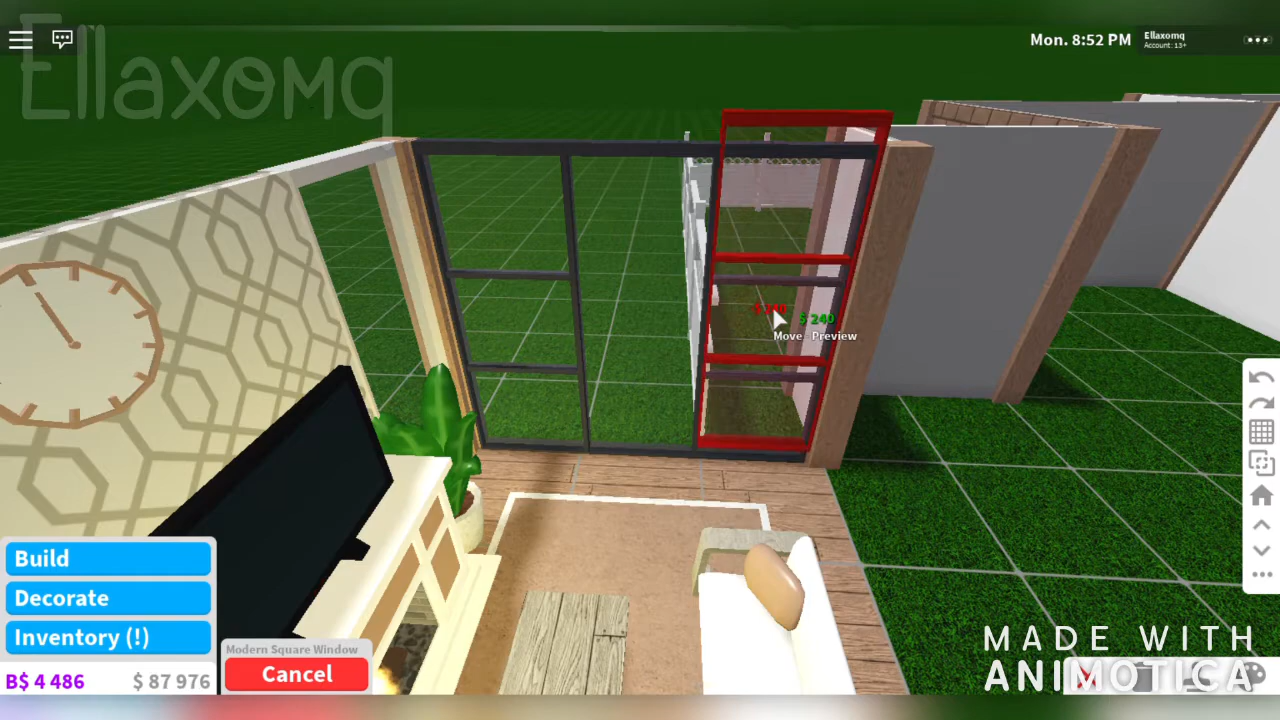 Ellaxomq
Mon. 8:52 PM
Ellaxomq
Account: 13+
$ 240
$ 240
Move - Preview
Build
Decorate
Inventory (!)
B$ 4 486
$ 87 976
Modern Square Window
Cancel
MADE WITH
ANIMOTICA